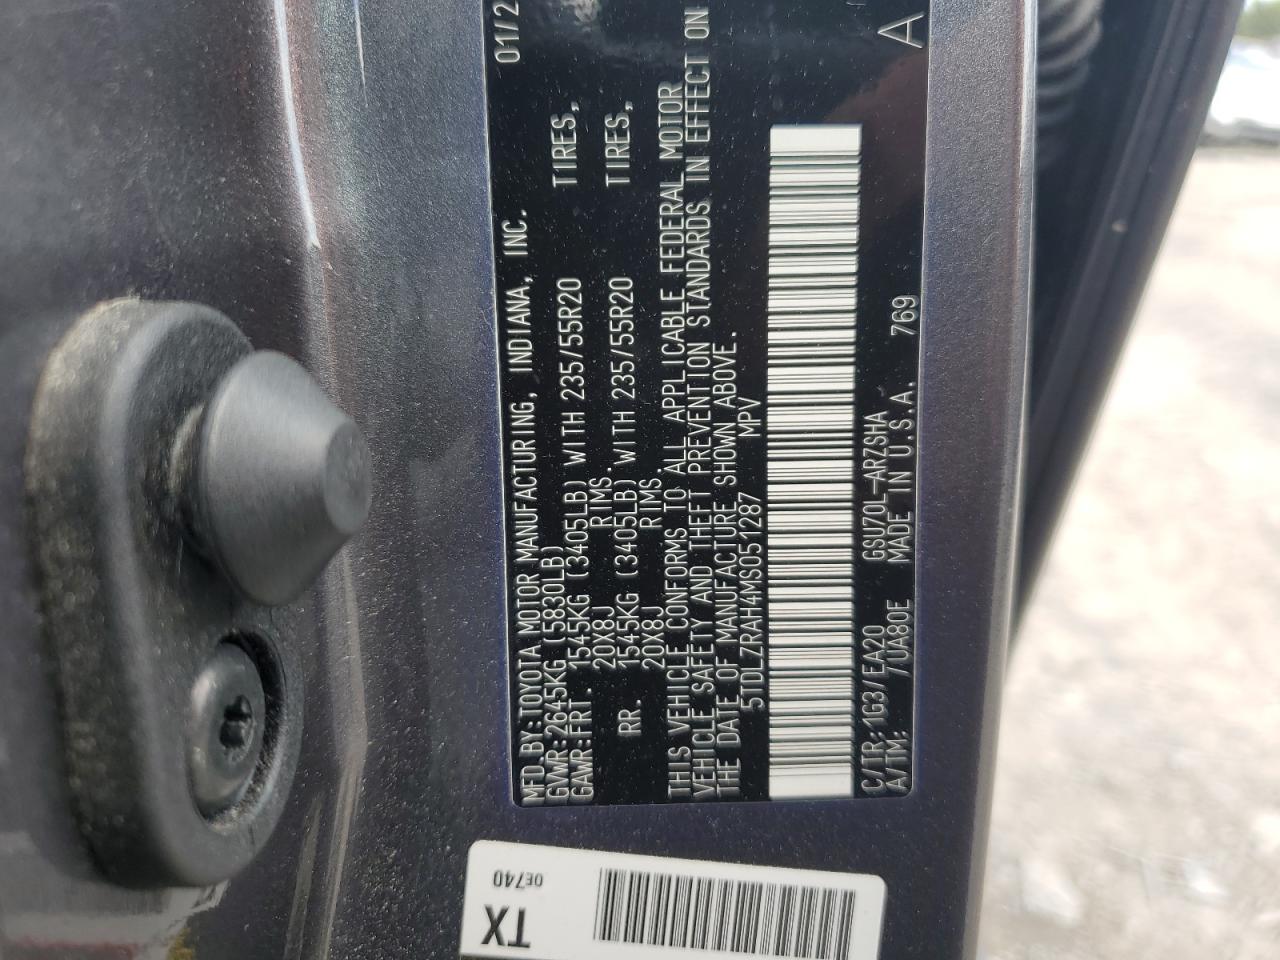 MFD.BY:TOYOTA MOTOR MANUFACTURING, INDIANA, INC. 01/2
GVWR:2645KG (5830LB)
GAWR:FRT. 1545KG (3405LB) WITH 235/55R20 TIRES,
20X8J RIMS.
RR. 1545KG (3405LB) WITH 235/55R20 TIRES,
20X8J RIMS.
THIS VEHICLE CONFORMS TO ALL APPLICABLE FEDERAL MOTOR
VEHICLE SAFETY AND THEFT PREVENTION STANDARDS IN EFFECT ON
THE DATE OF MANUFACTURE SHOWN ABOVE.
5TDLZRAH4MS051287 MPV
C/TR:1G3/EA20 GSU70L-ARZSHA
A/TM: /UA80E MADE IN U.S.A. 769 A
0E740
TX